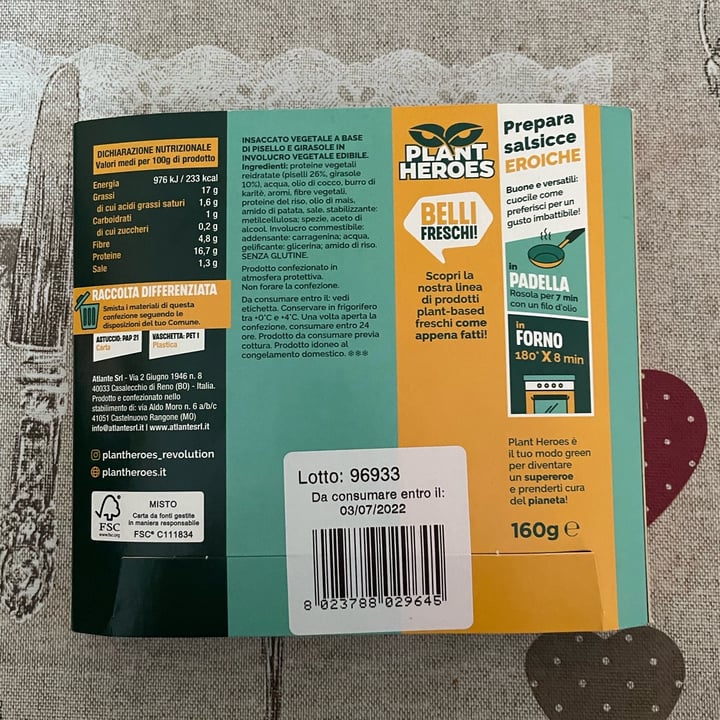 DICHIARAZIONE NUTRIZIONALE
Valori medi per 100g di prodotto
Energia 976 kJ / 233 kcal
Grassi 17 g
di cui acidi grassi saturi 1,6 g
Carboidrati 1 g
di cui zuccheri 0,2 g
Fibre 4,8 g
Proteine 16,7 g
Sale 1,3 g
RACCOLTA DIFFERENZIATA
Smista i materiali di questa
confezione seguendo le
disposizioni del tuo Comune.
ASTUCCIO: PAP 21
Carta
VASCHETTA: PET 1
Plastica
Atlante Srl - Via 2 Giugno 1946 n. 8
40033 Casalecchio di Reno (BO) - Italia.
Prodotto e confezionato nello
stabilimento di: via Aldo Moro n. 6 a/b/c
41051 Castelnuovo Rangone (MO)
info@atlantesrl.it | www.atlantesrl.it
plantheroes_revolution
plantheroes.it
FSC
www.fsc.org
MISTO
Carta da fonti gestite
in maniera responsabile
FSC® C111834
INSACCATO VEGETALE A BASE
DI PISELLO E GIRASOLE IN
INVOLUCRO VEGETALE EDIBILE.
Ingredienti: proteine vegetali
reidratate (piselli 26%, girasole
10%), acqua, olio di cocco, burro di
karitè, aromi, fibre vegetali,
proteine del riso, olio di mais,
amido di patata, sale, stabilizzante:
metilcellulosa; spezie, aceto di
alcool. Involucro commestibile:
addensante: carragenina; acqua,
gelificante: glicerina; amido di riso.
SENZA GLUTINE.
Prodotto confezionato in
atmosfera protettiva.
Non forare la confezione.
Da consumare entro il: vedi
etichetta. Conservare in frigorifero
tra +0°C e +4°C. Una volta aperta la
confezione, consumare entro 24
ore. Prodotto da consumare previa
cottura. Prodotto idoneo al
congelamento domestico. ***
PLANT
HEROES
BELLI
FRESCHI!
Scopri la
nostra linea
di prodotti
plant-based
freschi come
appena fatti!
Prepara
salsicce
EROICHE
Buone e versatili:
cuocile come
preferisci per un
gusto imbattibile!
in
PADELLA
Rosola per 7 min
con un filo d'olio
in
FORNO
180° X 8 min
Plant Heroes è
il tuo modo green
per diventare
un supereroe
e prenderti cura
del pianeta!
160g ℮
Lotto: 96933
Da consumare entro il:
03/07/2022
8 023788 029645